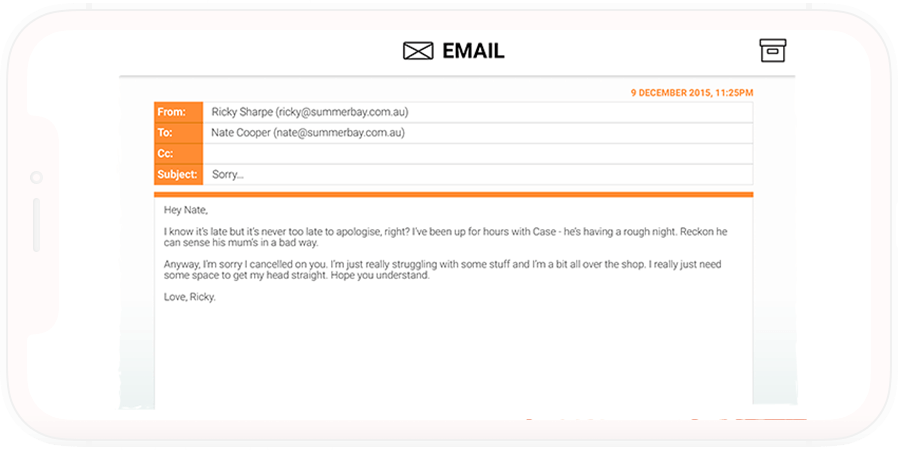 EMAIL
9 DECEMBER 2015, 11:25PM
From: Ricky Sharpe (ricky@summerbay.com.au)
To: Nate Cooper (nate@summerbay.com.au)
Cc:
Subject: Sorry...
Hey Nate,
I know it's late but it's never too late to apologise, right? I've been up for hours with Case - he's having a rough night. Reckon he
can sense his mum's in a bad way.
Anyway, I'm sorry I cancelled on you. I'm just really struggling with some stuff and I'm a bit all over the shop. I really just need
some space to get my head straight. Hope you understand.
Love, Ricky.